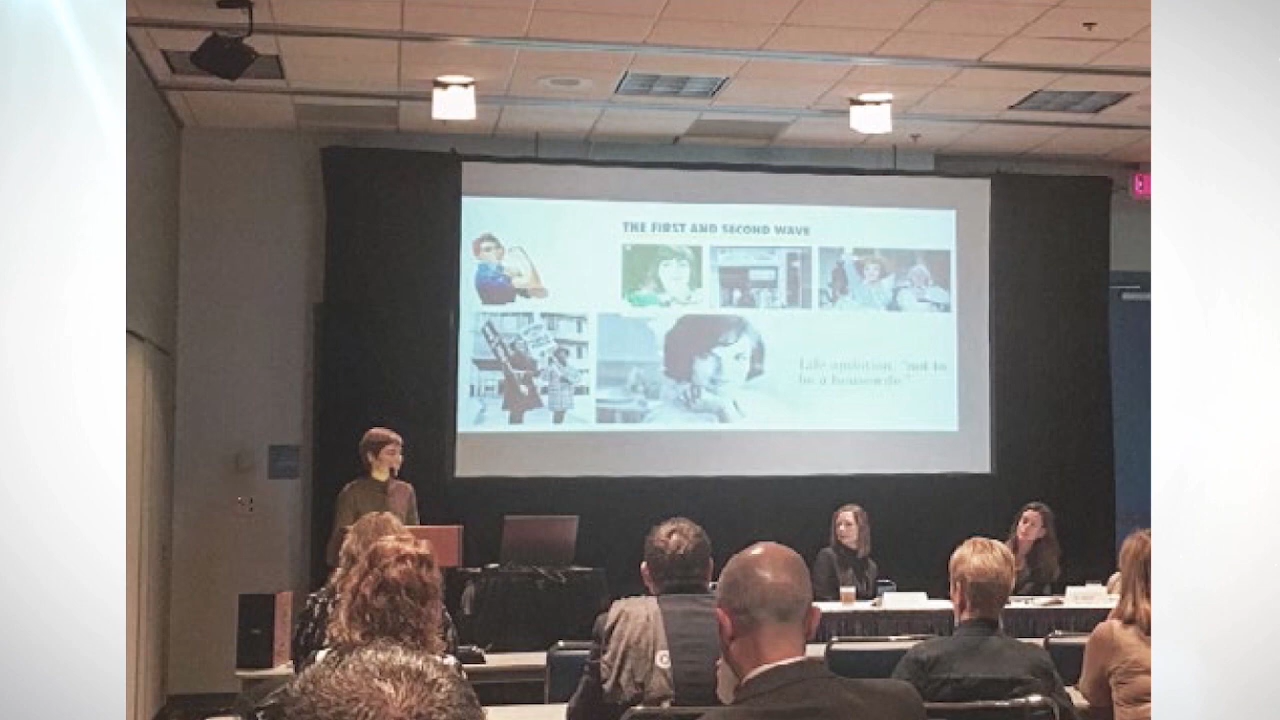 THE FIRST AND SECOND WAVE
Life ambition: "not to
be a housewife"